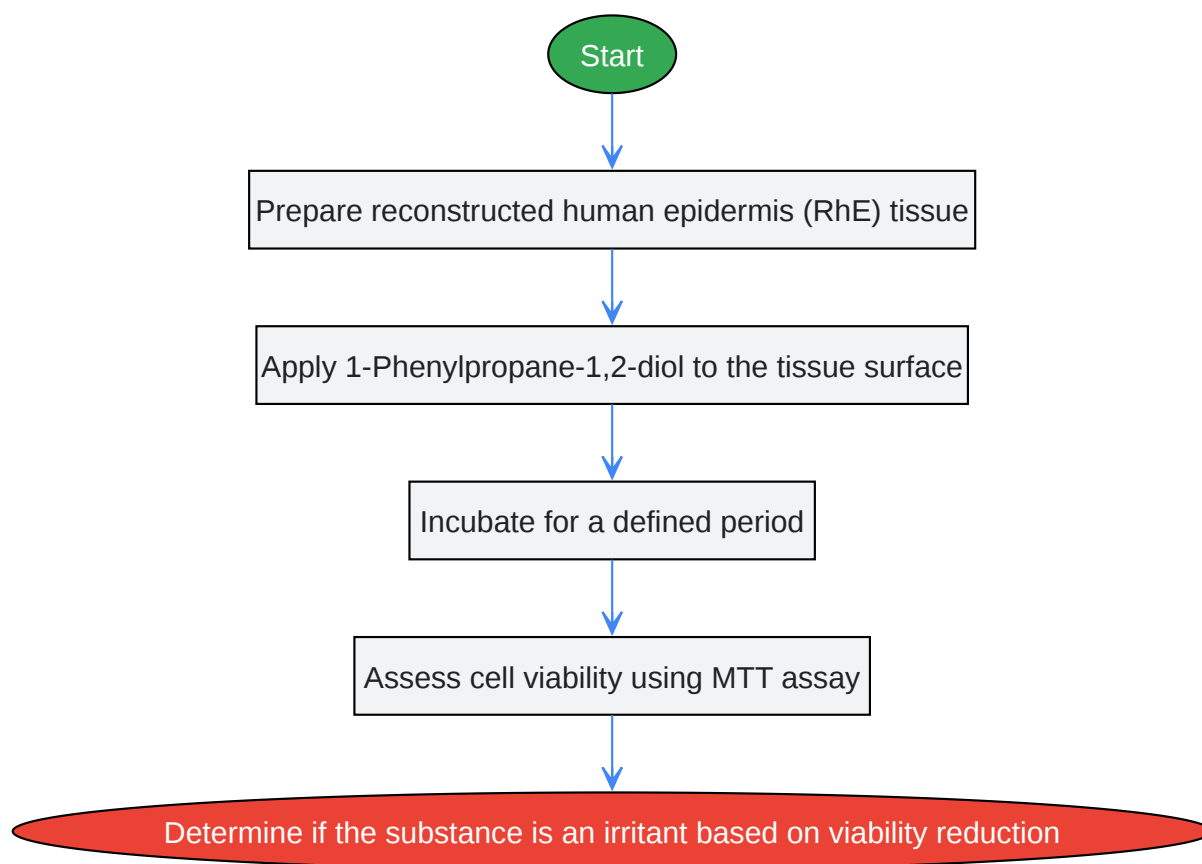 Start
Prepare reconstructed human epidermis (RhE) tissue
Apply 1-Phenylpropane-1,2-diol to the tissue surface
Incubate for a defined period
Assess cell viability using MTT assay
Determine if the substance is an irritant based on viability reduction